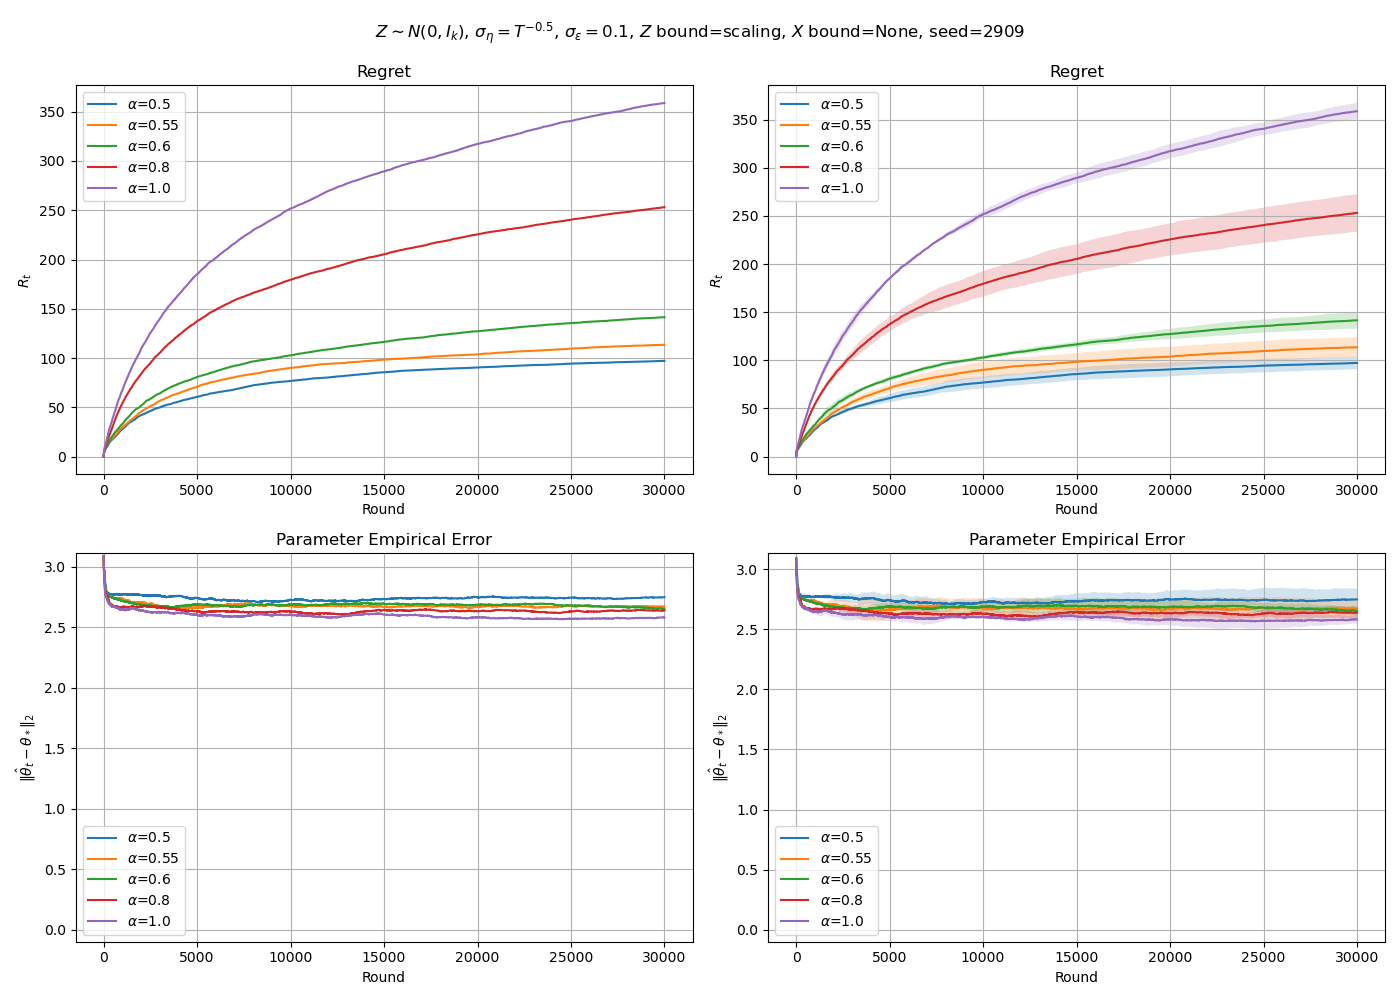 Z ∼ N(0, I_k), σ_η = T^{−0.5}, σ_ε = 0.1, Z bound=scaling, X bound=None, seed=2909
Regret
350
300
250
200
150
100
50
0
R_t
α=0.5
α=0.55
α=0.6
α=0.8
α=1.0
0 5000 10000 15000 20000 25000 30000
Round
Regret
350
300
250
200
150
100
50
0
R_t
α=0.5
α=0.55
α=0.6
α=0.8
α=1.0
0 5000 10000 15000 20000 25000 30000
Round
Parameter Empirical Error
3.0
2.5
2.0
1.5
1.0
0.5
0.0
‖θ̂_t − θ_*‖_2
α=0.5
α=0.55
α=0.6
α=0.8
α=1.0
0 5000 10000 15000 20000 25000 30000
Round
Parameter Empirical Error
3.0
2.5
2.0
1.5
1.0
0.5
0.0
‖θ̂_t − θ_*‖_2
α=0.5
α=0.55
α=0.6
α=0.8
α=1.0
0 5000 10000 15000 20000 25000 30000
Round